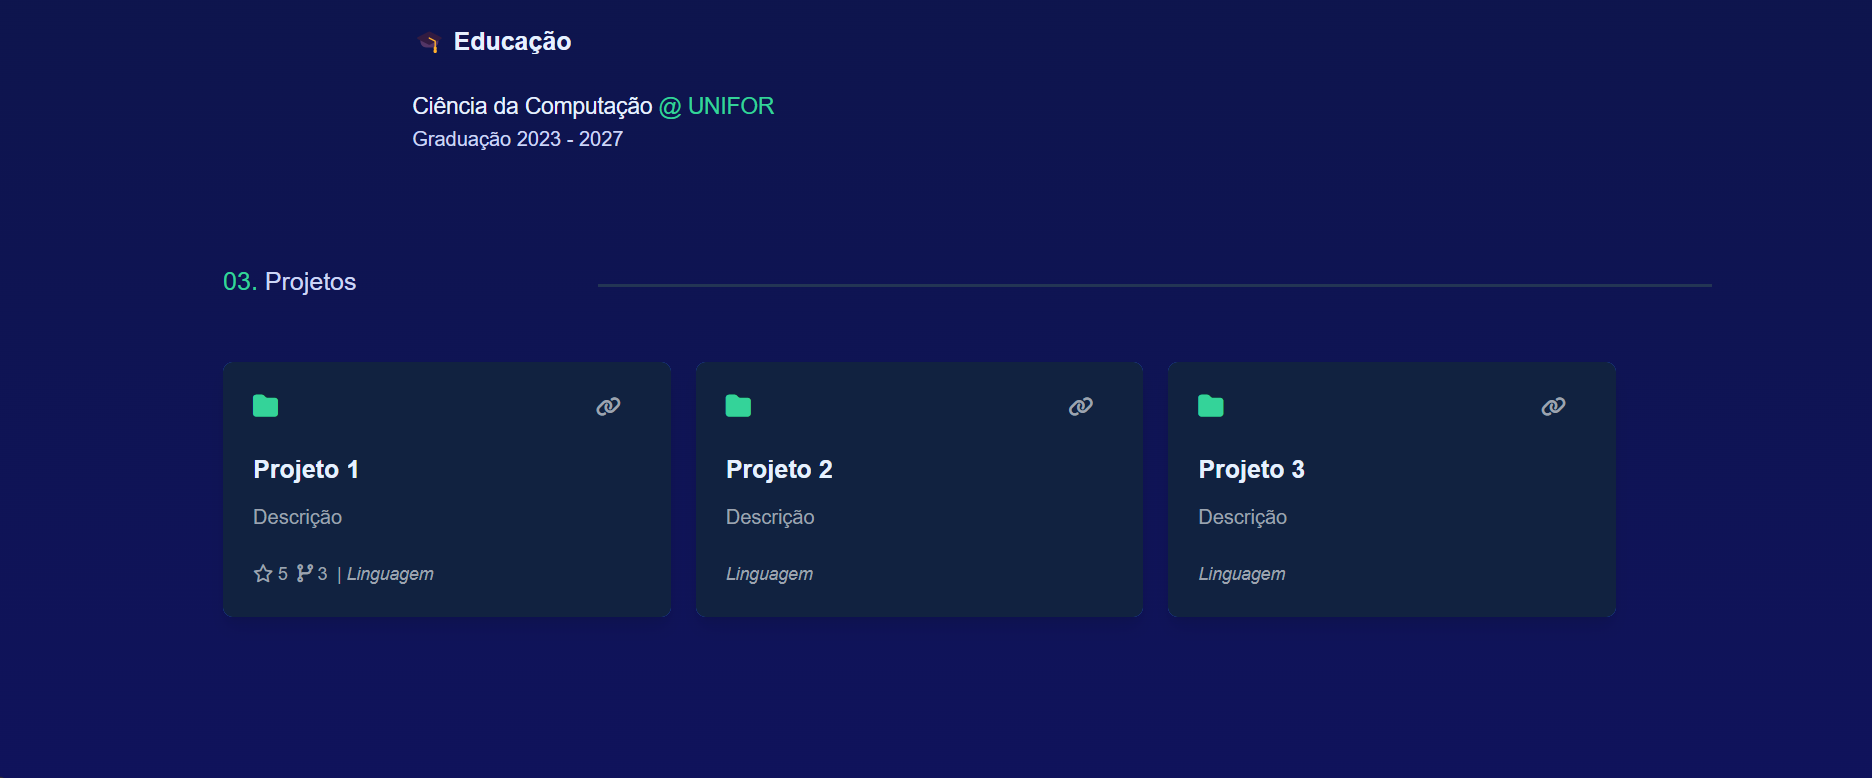 Educação
Ciência da Computação @ UNIFOR
Graduação 2023 - 2027
03. Projetos
Projeto 1
Descrição
5 3 | Linguagem
Projeto 2
Descrição
Linguagem
Projeto 3
Descrição
Linguagem